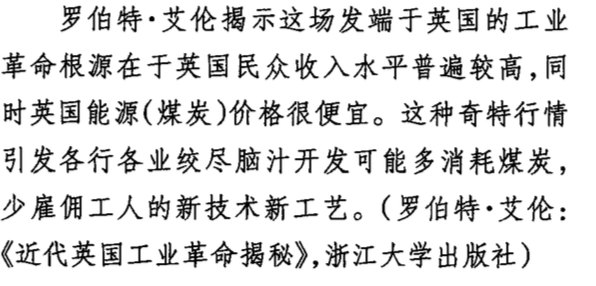 罗伯特·艾伦揭示这场发端于英国的工业
革命根源在于英国民众收入水平普遍较高,同
时英国能源(煤炭)价格很便宜。这种奇特行情
引发各行各业绞尽脑汁开发可能多消耗煤炭,
少雇佣工人的新技术新工艺。(罗伯特·艾伦:
《近代英国工业革命揭秘》,浙江大学出版社)